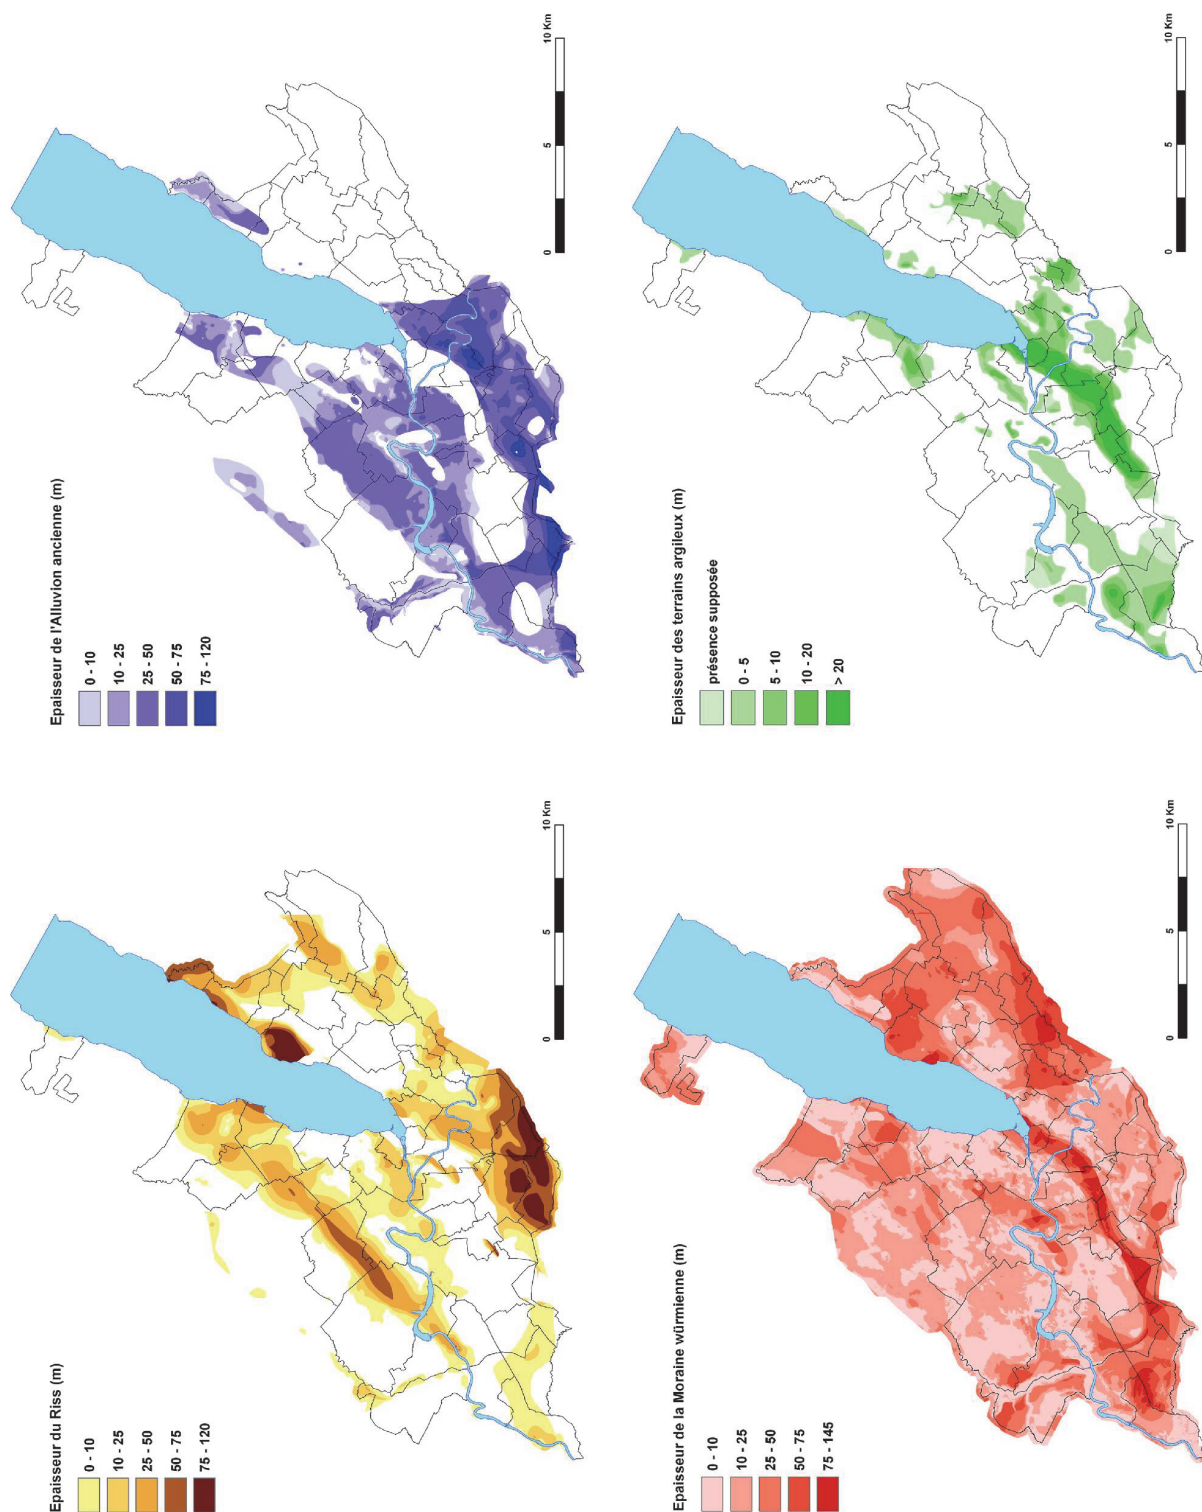 Epaisseur du Riss (m)
0 - 10
10 - 25
25 - 50
50 - 75
75 - 120
0
5
10 Km
Epaisseur de l'Alluvion ancienne (m)
0 - 10
10 - 25
25 - 50
50 - 75
75 - 120
0
5
10 Km
Epaisseur de la Moraine würmienne (m)
0 - 10
10 - 25
25 - 50
50 - 75
75 - 145
0
5
10 Km
Epaisseur des terrains argileux (m)
présence supposée
0 - 5
5 - 10
10 - 20
> 20
0
5
10 Km